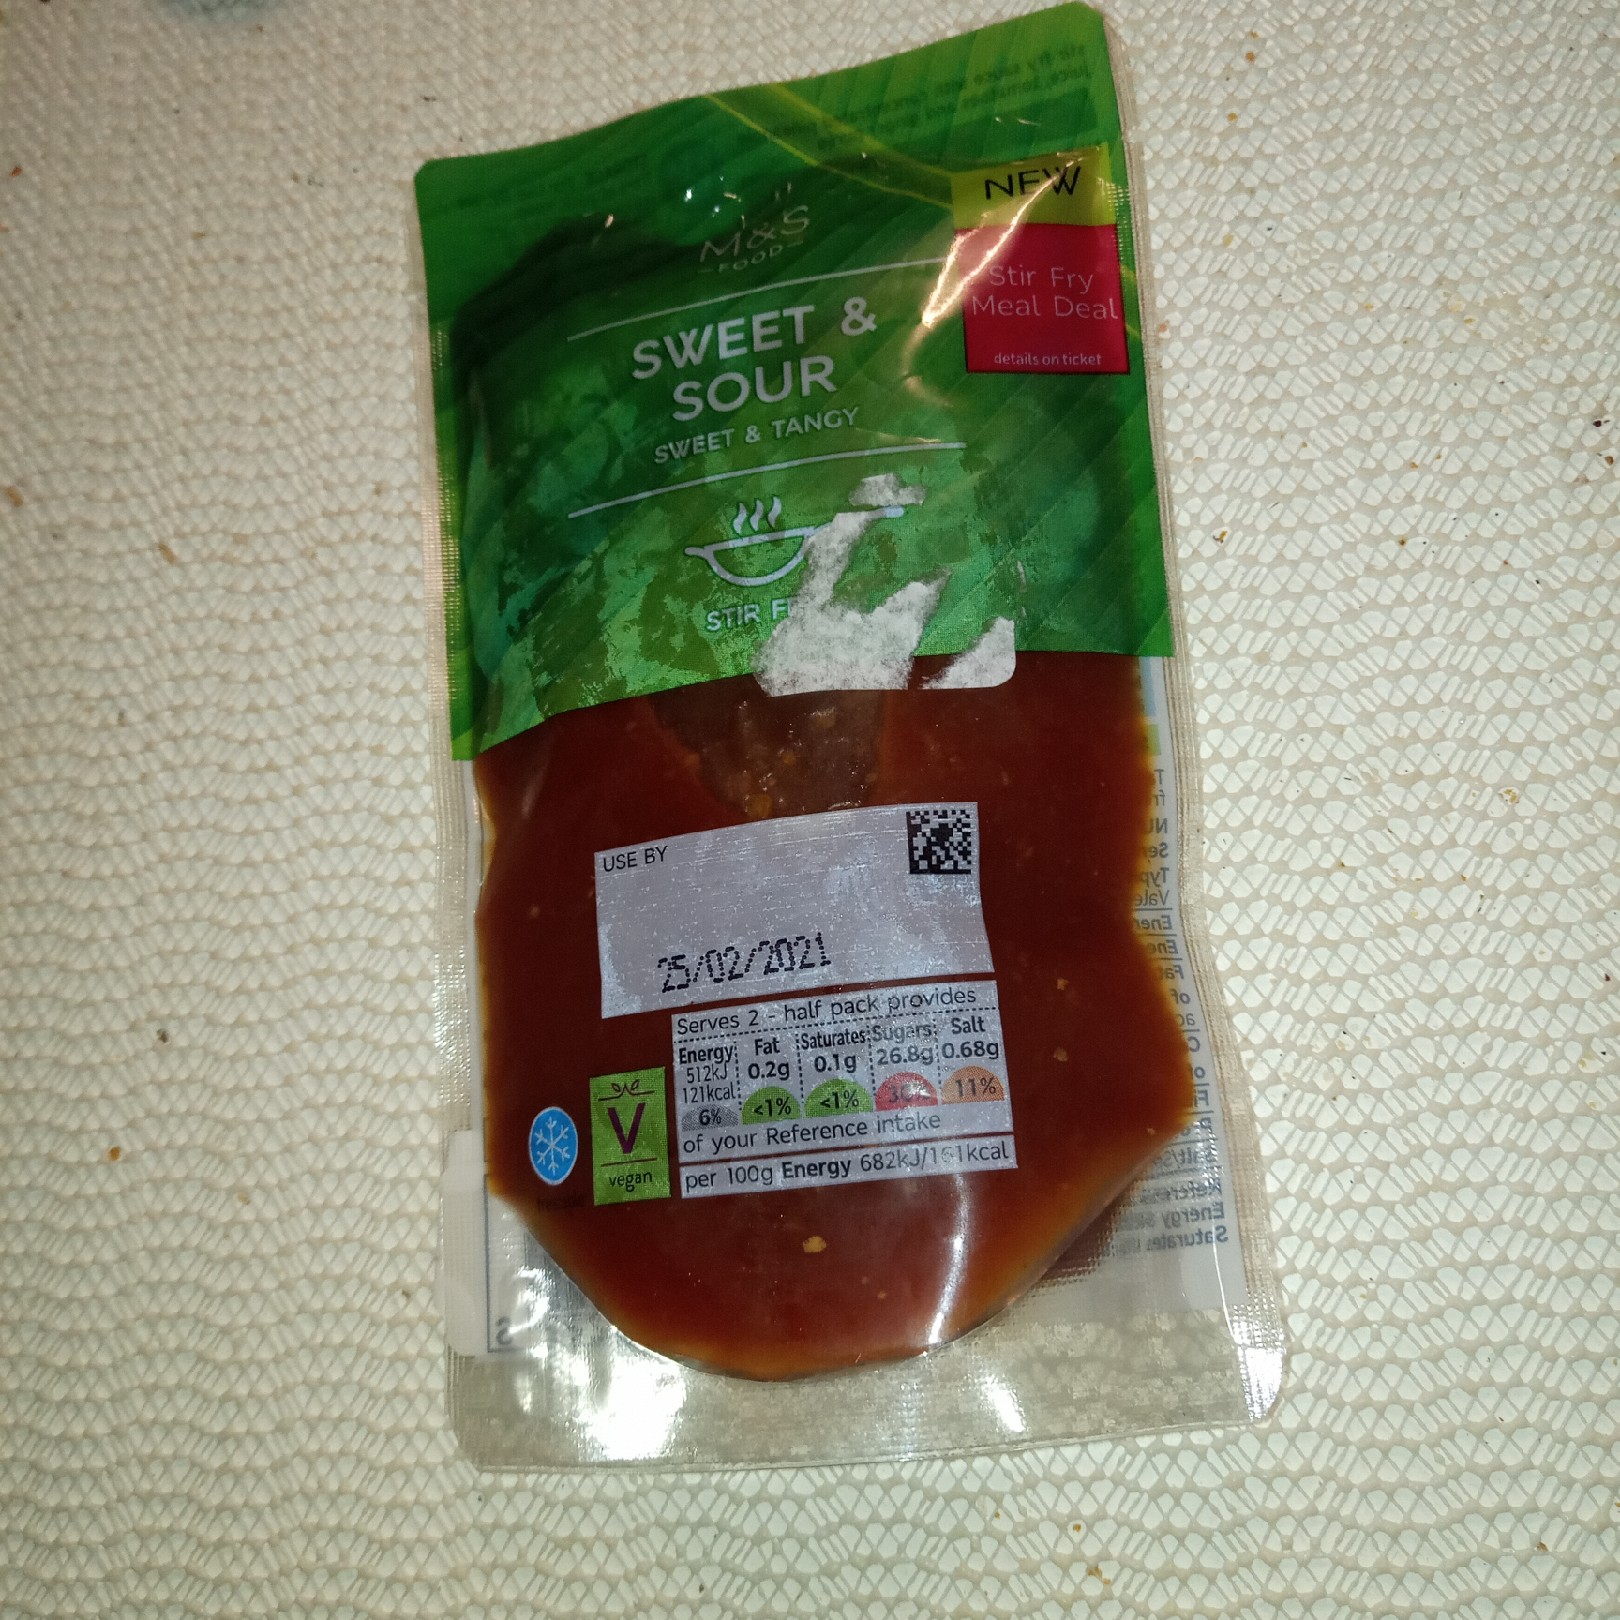 NEW
M&S
FOOD
Stir Fry
Meal Deal
details on ticket
SWEET &
SOUR
SWEET & TANGY
STIR F
USE BY
25/02/2021
Serves 2 - half pack provides
Energy Fat Saturates Sugars Salt
512kJ 0.2g 0.1g 26.8g 0.68g
121kcal
6% <1% <1% 11%
of your Reference intake
V
vegan
per 100g Energy 682kJ/161kcal